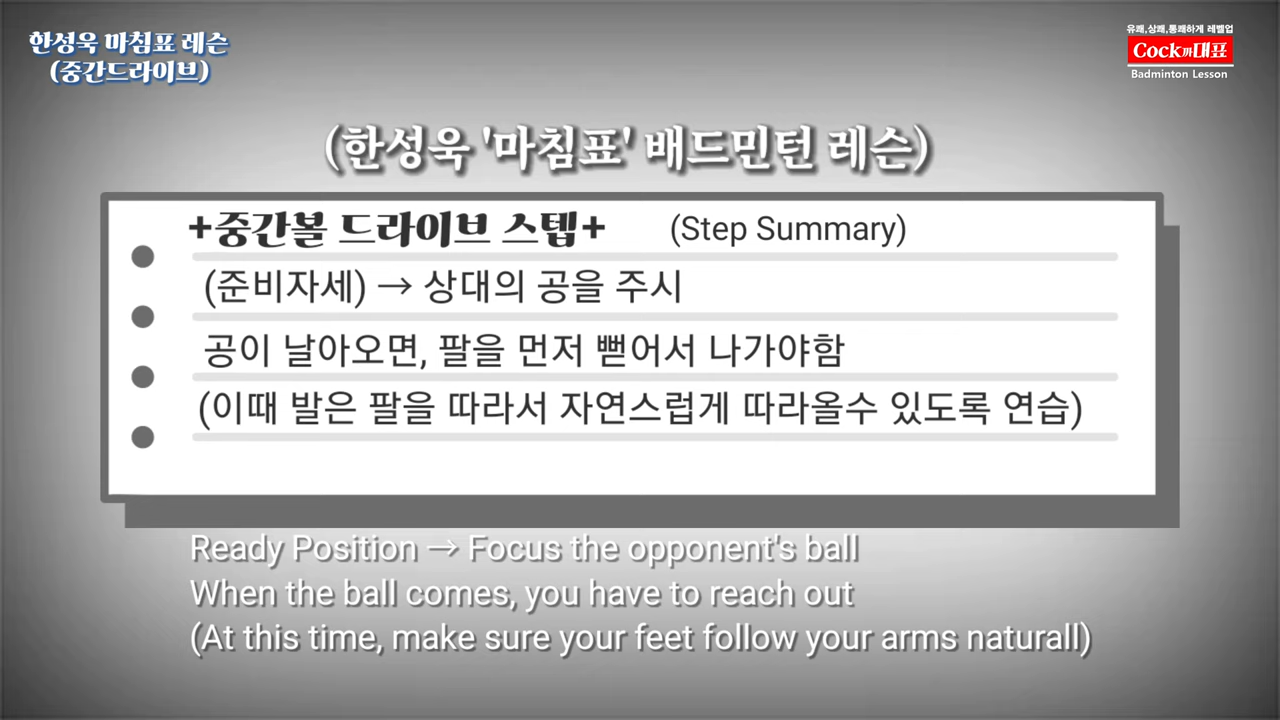 한성욱 마침표 레슨
(중간드라이브)
유쾌,상쾌,통쾌하게 레벨업
Cock까대표
Badminton Lesson
(한성욱 '마침표' 배드민턴 레슨)
+중간볼 드라이브 스텝+ (Step Summary)
(준비자세) → 상대의 공을 주시
공이 날아오면, 팔을 먼저 뻗어서 나가야함
(이때 발은 팔을 따라서 자연스럽게 따라올수 있도록 연습)
Ready Position → Focus the opponent's ball
When the ball comes, you have to reach out
(At this time, make sure your feet follow your arms naturall)